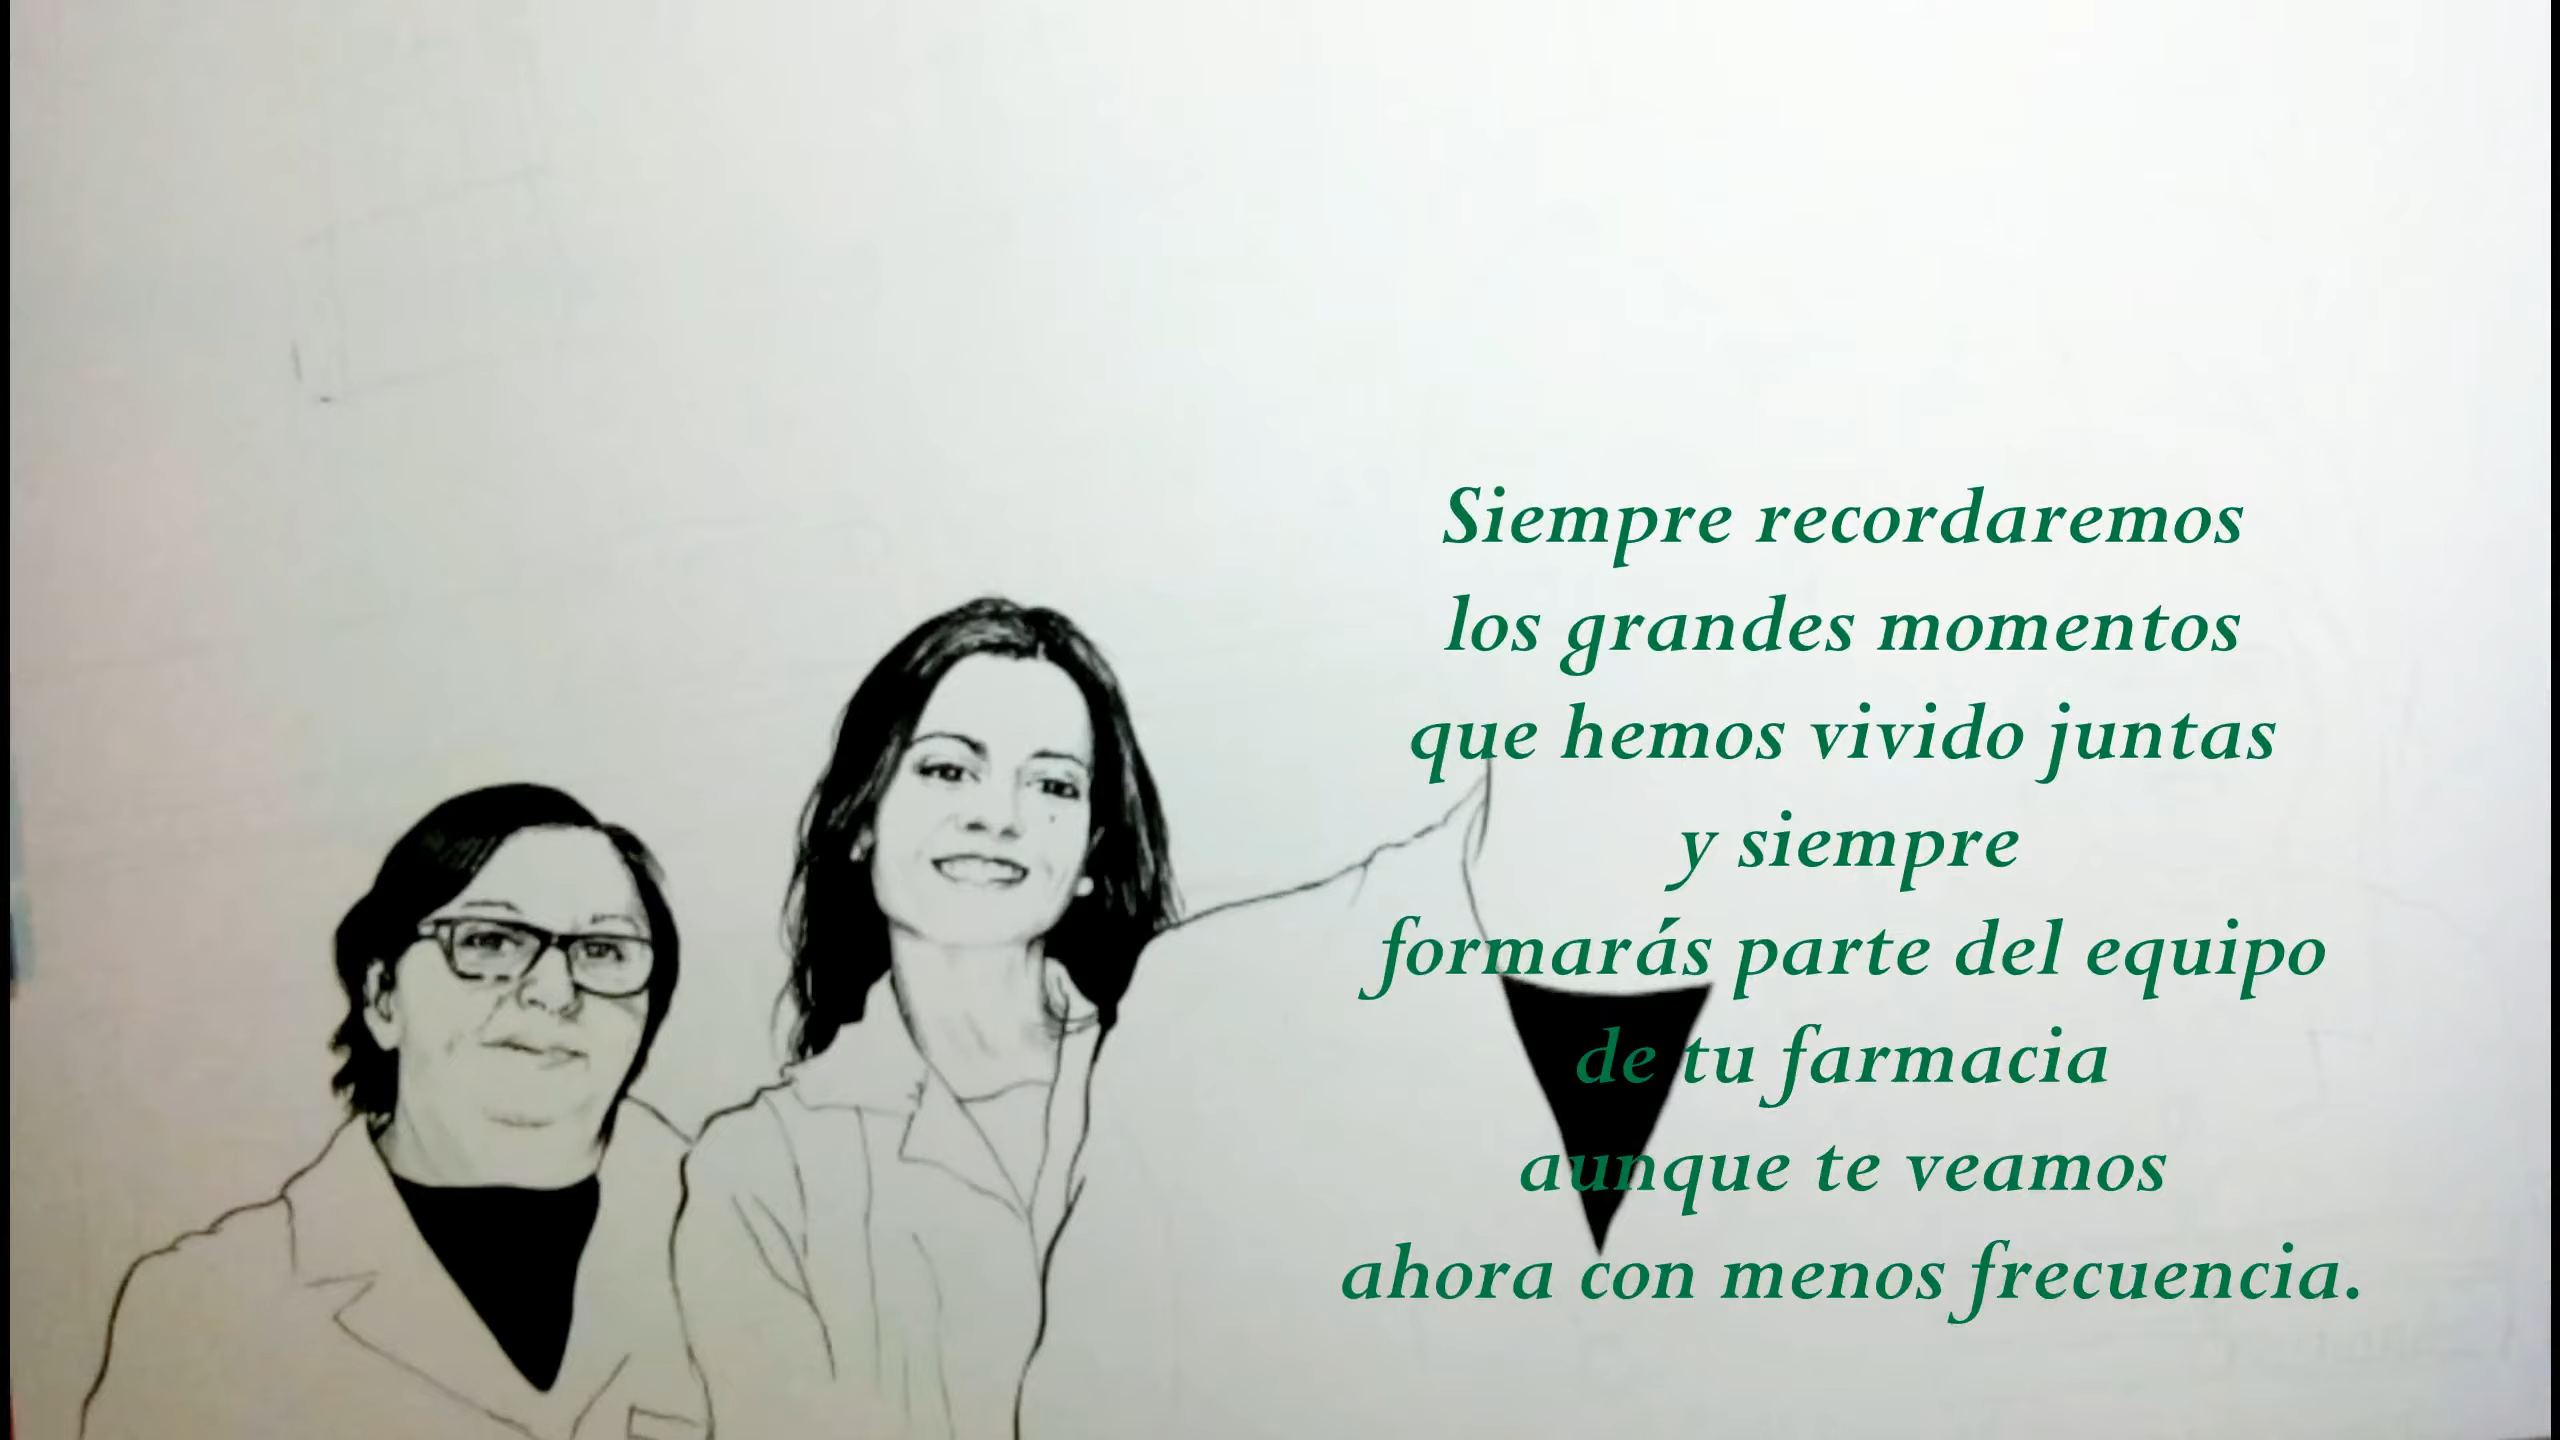 Siempre recordaremos
los grandes momentos
que hemos vivido juntas
y siempre
formarás parte del equipo
de tu farmacia
aunque te veamos
ahora con menos frecuencia.